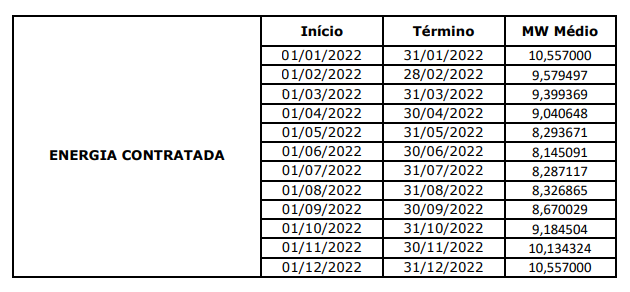 Início Término MW Médio
01/01/2022 31/01/2022 10,557000
01/02/2022 28/02/2022 9,579497
01/03/2022 31/03/2022 9,399369
01/04/2022 30/04/2022 9,040648
01/05/2022 31/05/2022 8,293671
ENERGIA CONTRATADA 01/06/2022 30/06/2022 8,145091
01/07/2022 31/07/2022 8,287117
01/08/2022 31/08/2022 8,326865
01/09/2022 30/09/2022 8,670029
01/10/2022 31/10/2022 9,184504
01/11/2022 30/11/2022 10,134324
01/12/2022 31/12/2022 10,557000